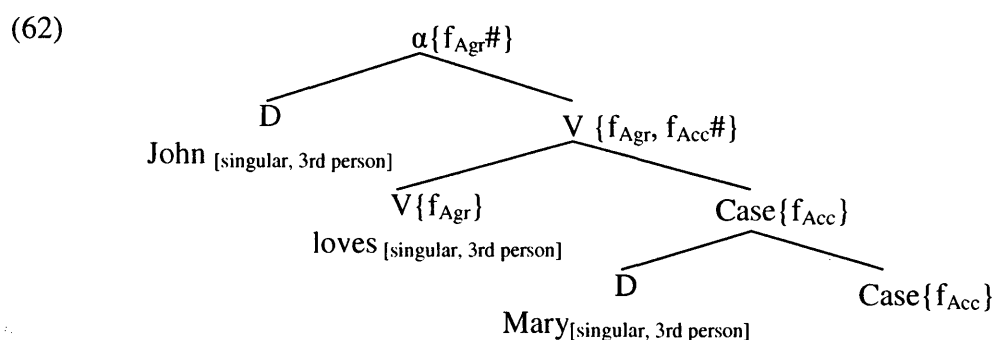 (62)
α{fAgr#}
D
John [singular, 3rd person]
V {fAgr, fAcc#}
V{fAgr}
loves [singular, 3rd person]
Case{fAcc}
D
Mary[singular, 3rd person]
Case{fAcc}